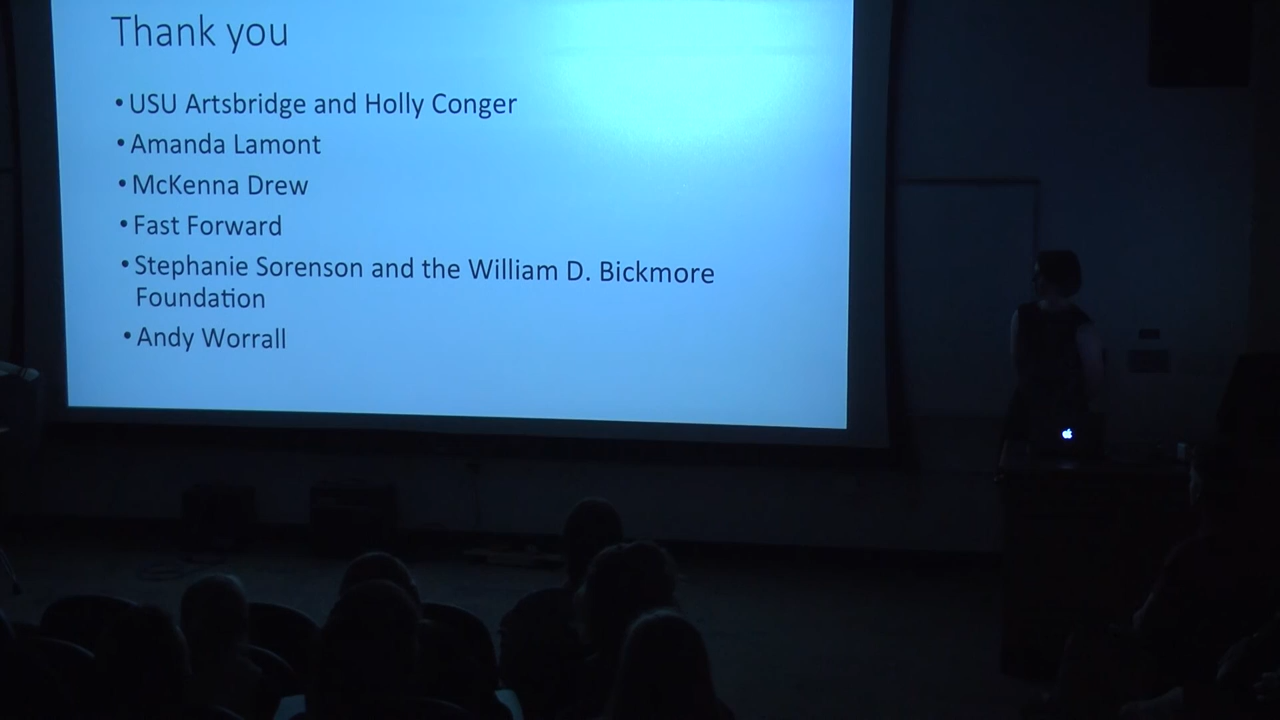 Thank you
• USU Artsbridge and Holly Conger
• Amanda Lamont
• McKenna Drew
• Fast Forward
• Stephanie Sorenson and the William D. Bickmore
Foundation
• Andy Worrall